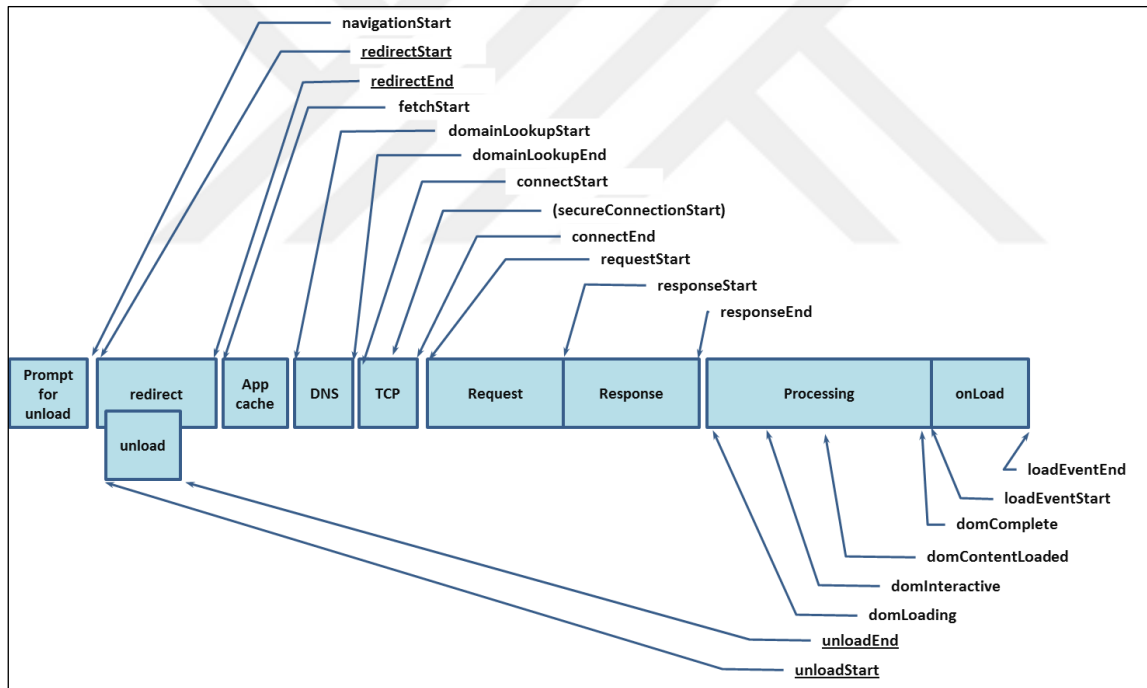 navigationStart
redirectStart
redirectEnd
fetchStart
domainLookupStart
domainLookupEnd
connectStart
(secureConnectionStart)
connectEnd
requestStart
responseStart
responseEnd
Prompt
for
unload
redirect
unload
App
cache
DNS
TCP
Request
Response
Processing
onLoad
loadEventEnd
loadEventStart
domComplete
domContentLoaded
domInteractive
domLoading
unloadEnd
unloadStart